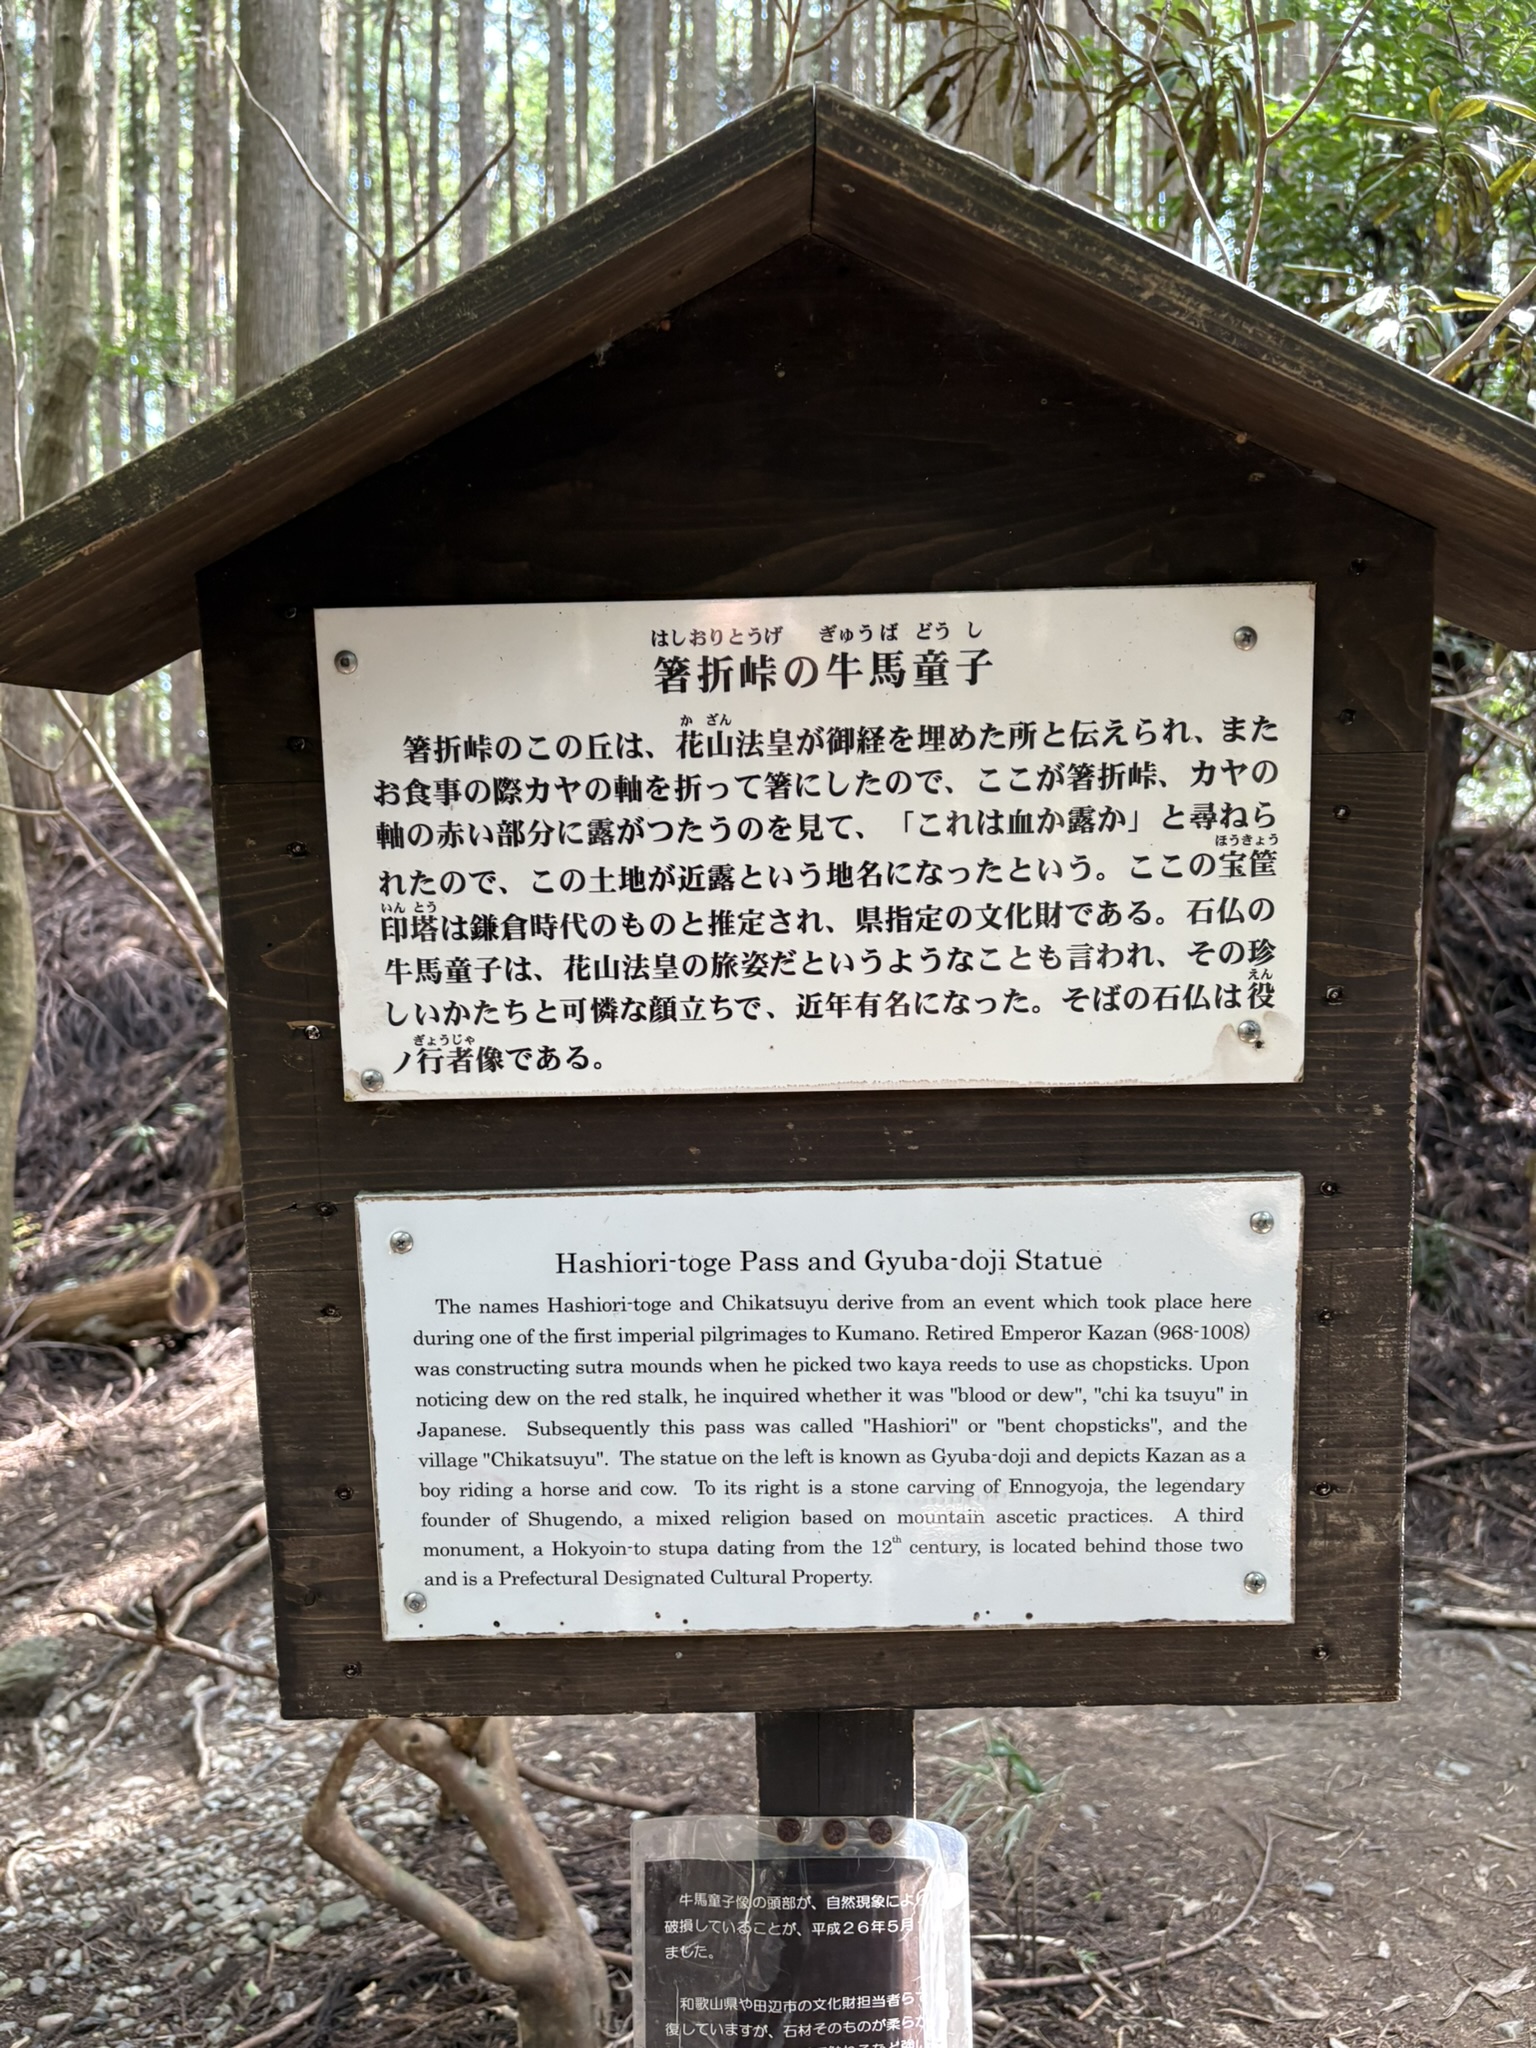 はしおりとうげ ぎゅうば どうし
箸折峠の牛馬童子
か ざん
箸折峠のこの丘は、花山法皇が御経を埋めた所と伝えられ、また
お食事の際カヤの軸を折って箸にしたので、ここが箸折峠、カヤの
軸の赤い部分に露がつたうのを見て、「これは血か露か」と尋ねら
ほうきょう
れたので、この土地が近露という地名になったという。ここの宝筐
いん とう
印塔は鎌倉時代のものと推定され、県指定の文化財である。石仏の
牛馬童子は、花山法皇の旅姿だというようなことも言われ、その珍
えん
しいかたちと可憐な顔立ちで、近年有名になった。そばの石仏は役
ぎょうじゃ
ノ行者像である。
Hashiori-toge Pass and Gyuba-doji Statue
The names Hashiori-toge and Chikatsuyu derive from an event which took place here
during one of the first imperial pilgrimages to Kumano. Retired Emperor Kazan (968-1008)
was constructing sutra mounds when he picked two kaya reeds to use as chopsticks. Upon
noticing dew on the red stalk, he inquired whether it was "blood or dew", "chi ka tsuyu" in
Japanese. Subsequently this pass was called "Hashiori" or "bent chopsticks", and the
village "Chikatsuyu". The statue on the left is known as Gyuba-doji and depicts Kazan as a
boy riding a horse and cow. To its right is a stone carving of Ennogyoja, the legendary
founder of Shugendo, a mixed religion based on mountain ascetic practices. A third
monument, a Hokyoin-to stupa dating from the 12th century, is located behind those two
and is a Prefectural Designated Cultural Property.
牛馬童子像の頭部が、自然現象によ
破損していることが、平成26年5月
ました。
和歌山県や田辺市の文化財担当者
復していますが、石材そのものが柔らか